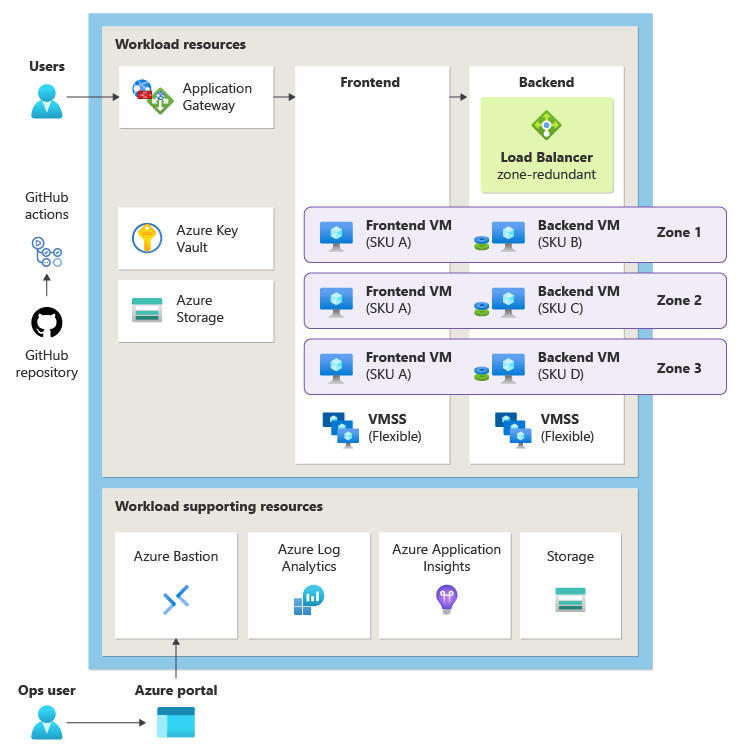 Workload resources
Users
Application
Gateway
Frontend
Backend
Load Balancer
zone-redundant
GitHub
actions
Azure Key
Vault
Frontend VM
(SKU A)
Backend VM
(SKU B)
Zone 1
Azure
Storage
Frontend VM
(SKU A)
Backend VM
(SKU C)
Zone 2
GitHub
repository
Frontend VM
(SKU A)
Backend VM
(SKU D)
Zone 3
VMSS
(Flexible)
VMSS
(Flexible)
Workload supporting resources
Azure Bastion
Azure Log
Analytics
Azure Application
Insights
Storage
Ops user
Azure portal